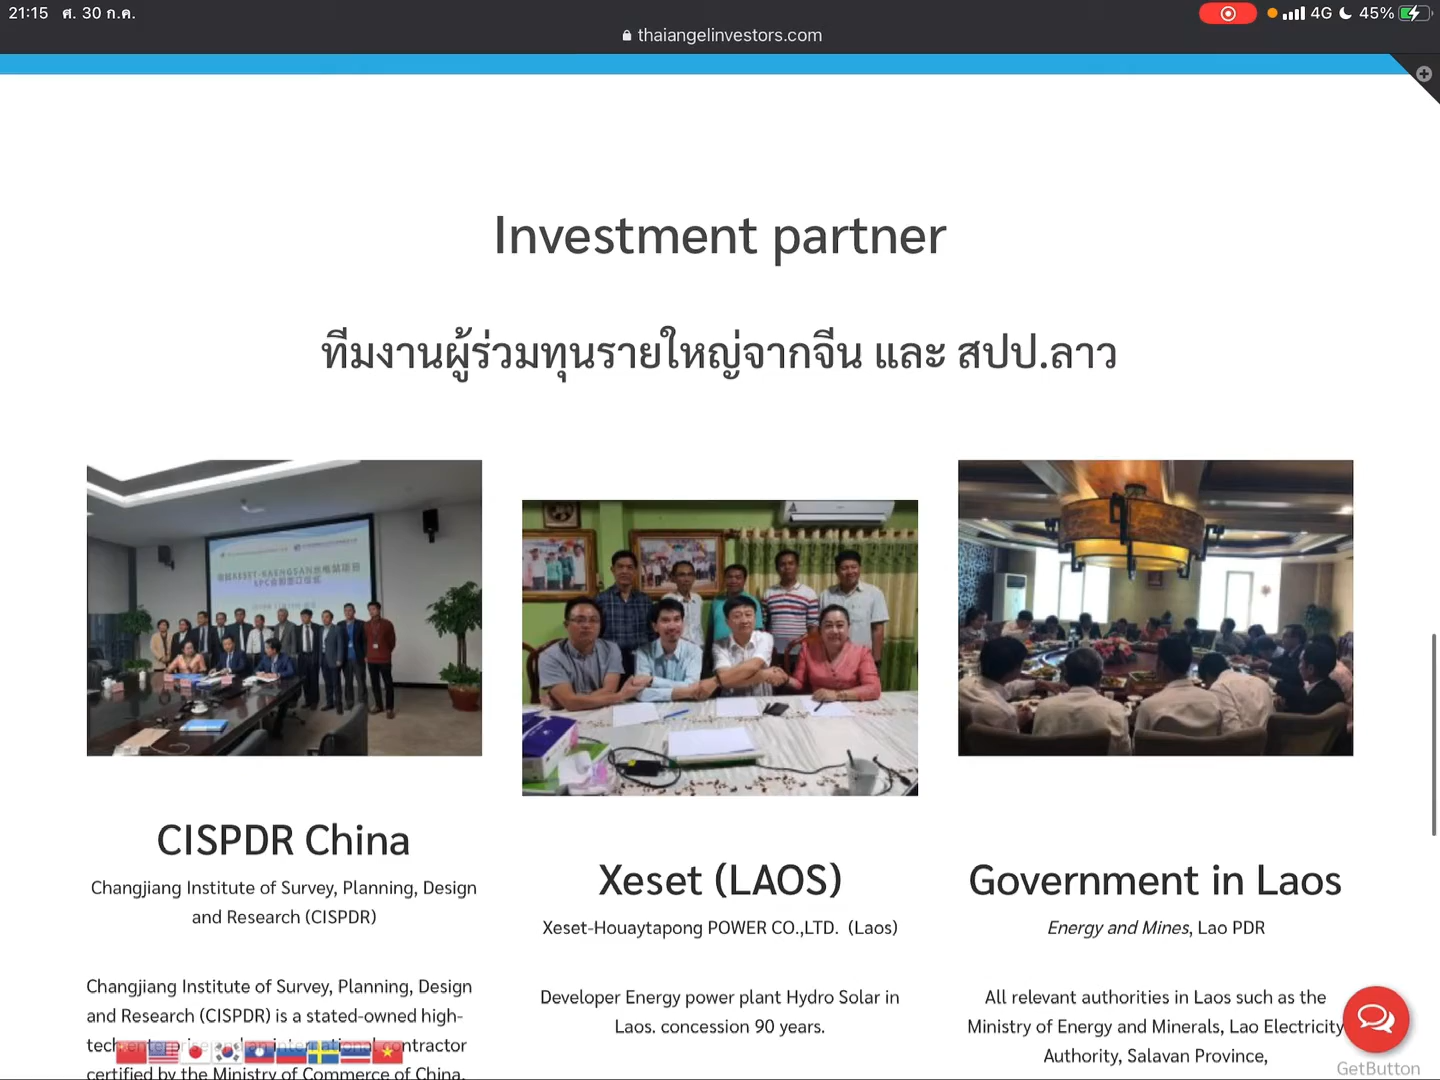 21:15 ศ. 30 ก.ค.
4G 45%
thaiangelinvestors.com
Investment partner
ทีมงานผู้ร่วมทุนรายใหญ่จากจีน และ สปป.ลาว
CISPDR China
Changjiang Institute of Survey, Planning, Design
and Research (CISPDR)
Changjiang Institute of Survey, Planning, Design
and Research (CISPDR) is a stated-owned high-
tech enterprise and an international contractor
certified by the Ministry of Commerce of China.
Xeset (LAOS)
Xeset-Houaytapong POWER CO.,LTD. (Laos)
Developer Energy power plant Hydro Solar in
Laos. concession 90 years.
Government in Laos
Energy and Mines, Lao PDR
All relevant authorities in Laos such as the
Ministry of Energy and Minerals, Lao Electricity
Authority, Salavan Province,
GetButton